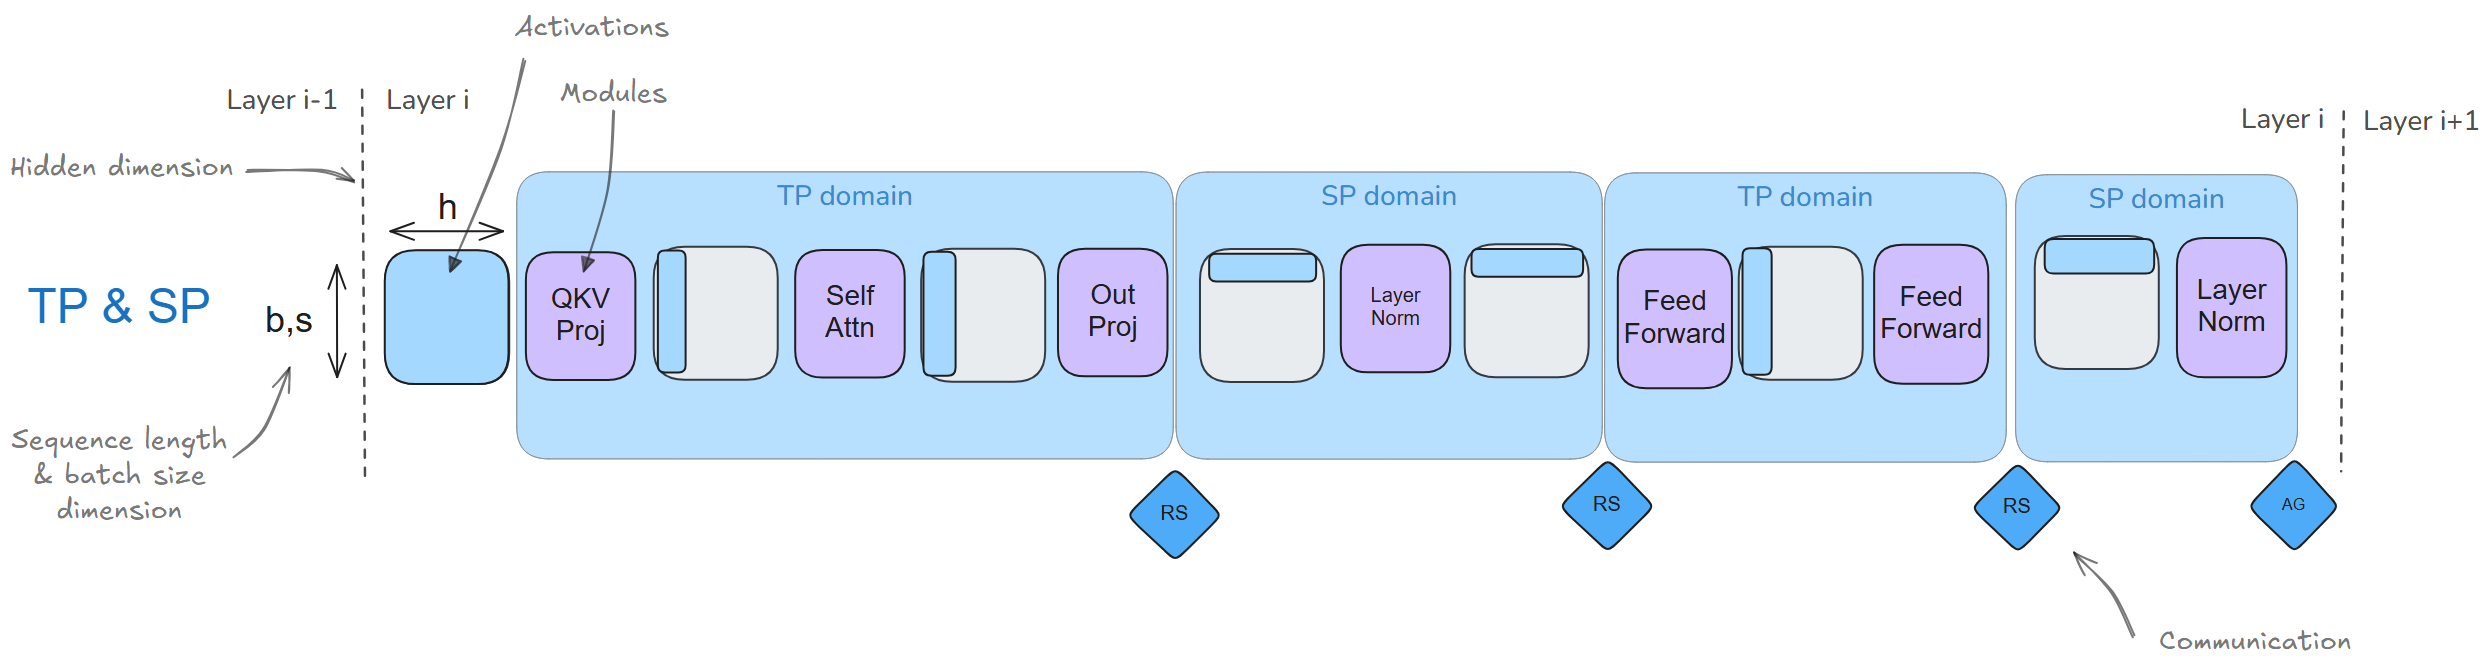 Activations
Modules
Layer i-1
Layer i
Layer i
Layer i+1
Hidden dimension
TP domain
SP domain
TP domain
SP domain
h
TP & SP
b,s
QKV
Proj
Self
Attn
Out
Proj
Layer
Norm
Feed
Forward
Feed
Forward
Layer
Norm
Sequence length
& batch size
dimension
RS
RS
RS
AG
Communication